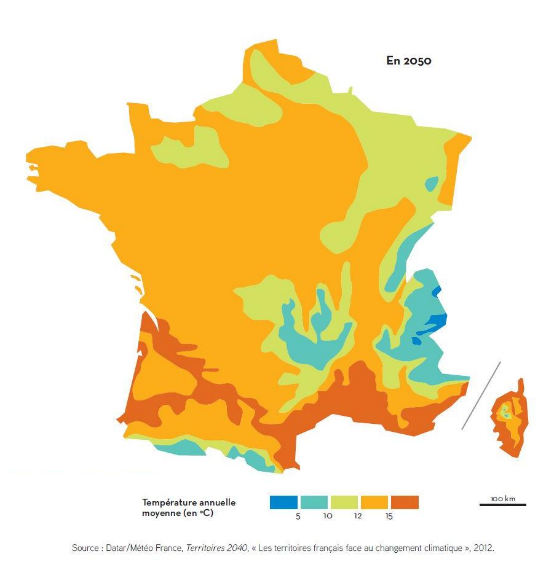 En 2050
Température annuelle
moyenne (en °C)
5 10 12 15
100 km
Source : Datar/Météo France, Territoires 2040, « Les territoires français face au changement climatique », 2012.